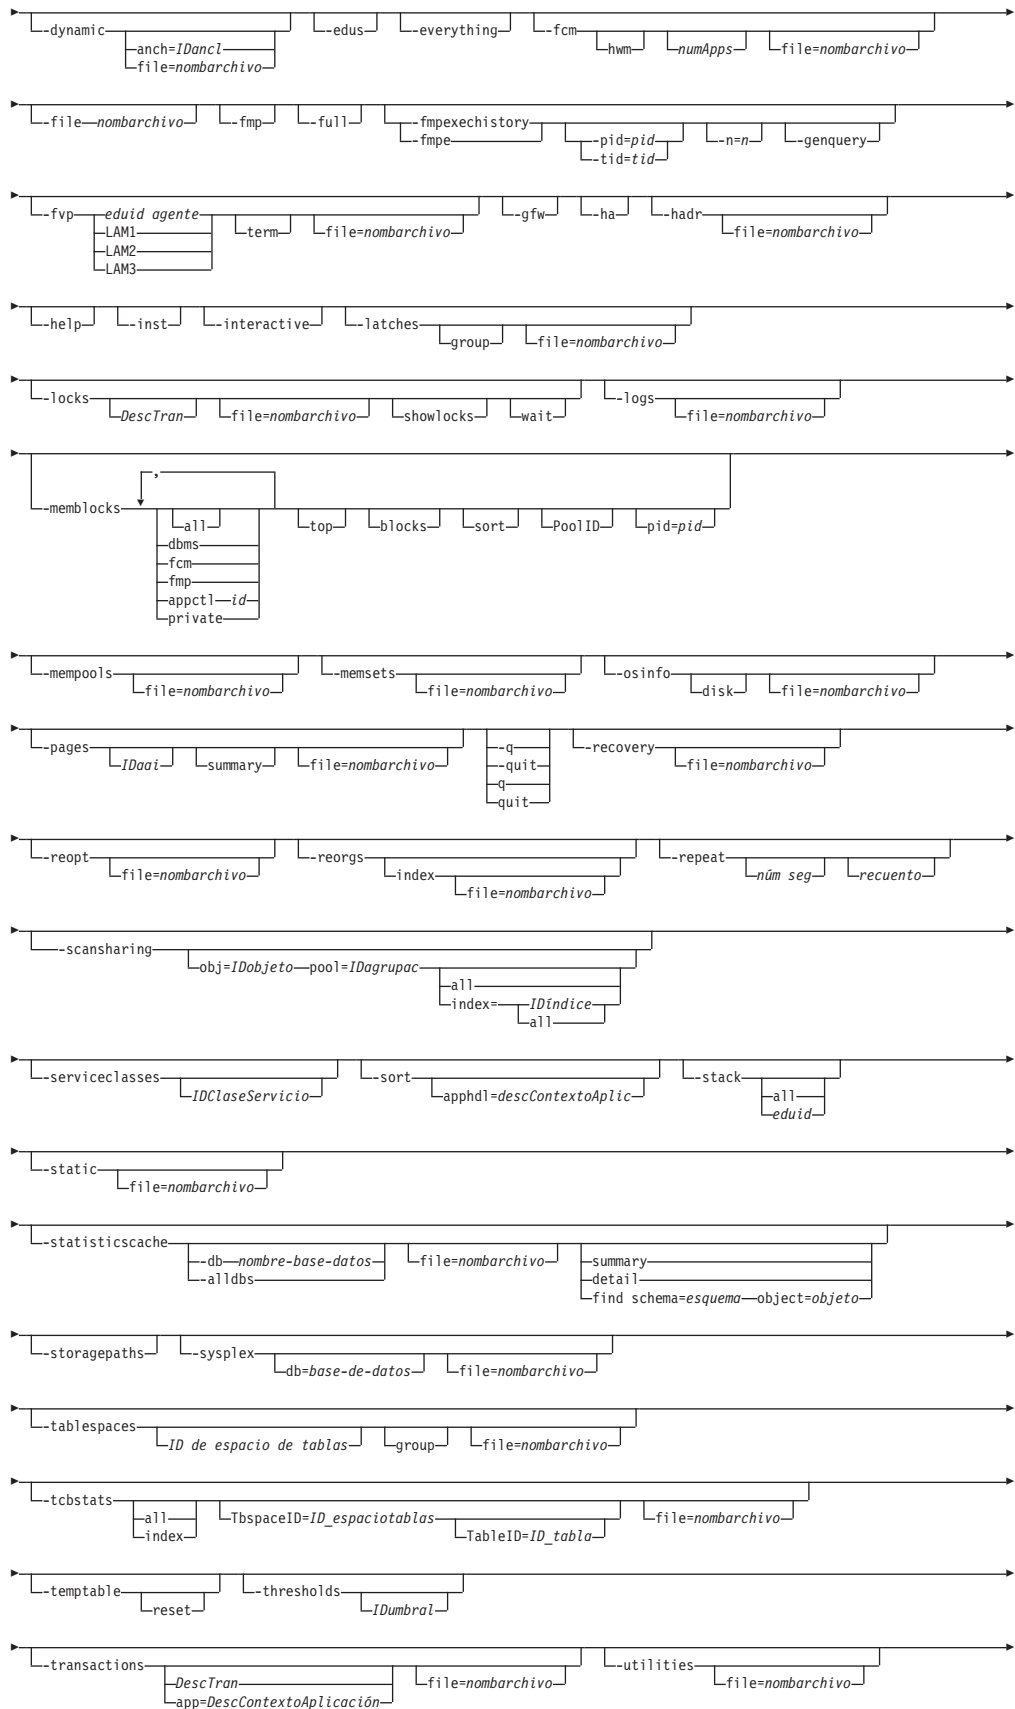 -dynamic -edus -everything -fcm
anch=IDancl hwm numApps file=nombarchivo
file=nombarchivo
-file nombarchivo -fmp -full -fmpexechistory
-fmpe -pid=pid -n=n -genquery
-tid=tid
-fvp eduid agente -gfw -ha -hadr
LAM1 term file=nombarchivo file=nombarchivo
LAM2
LAM3
-help -inst -interactive -latches
group file=nombarchivo
-locks -logs
DescTran file=nombarchivo showlocks wait file=nombarchivo
,
-memblocks
all top blocks sort PoolID pid=pid
dbms
fcm
fmp
appctl id
private
-mempools -memsets -osinfo
file=nombarchivo file=nombarchivo disk file=nombarchivo
-pages -q -recovery
IDaai summary file=nombarchivo -quit file=nombarchivo
q
quit
-reopt -reorgs -repeat
file=nombarchivo index núm seg recuento
file=nombarchivo
-scansharing
obj=IDobjeto pool=IDagrupac
all
index= IDíndice
all
-serviceclasses -sort -stack
IDClaseServicio apphdl=descContextoAplic all
eduid
-static
file=nombarchivo
-statisticscache
-db nombre-base-datos file=nombarchivo summary
-alldbs detail
find schema=esquema object=objeto
-storagepaths -sysplex
db=base-de-datos file=nombarchivo
-tablespaces
ID de espacio de tablas group file=nombarchivo
-tcbstats
all TbspaceID=ID_espaciotablas file=nombarchivo
index TableID=ID_tabla
-temptable -thresholds
reset IDumbral
-transactions -utilities
DescTran file=nombarchivo file=nombarchivo
app=DescContextoAplicación